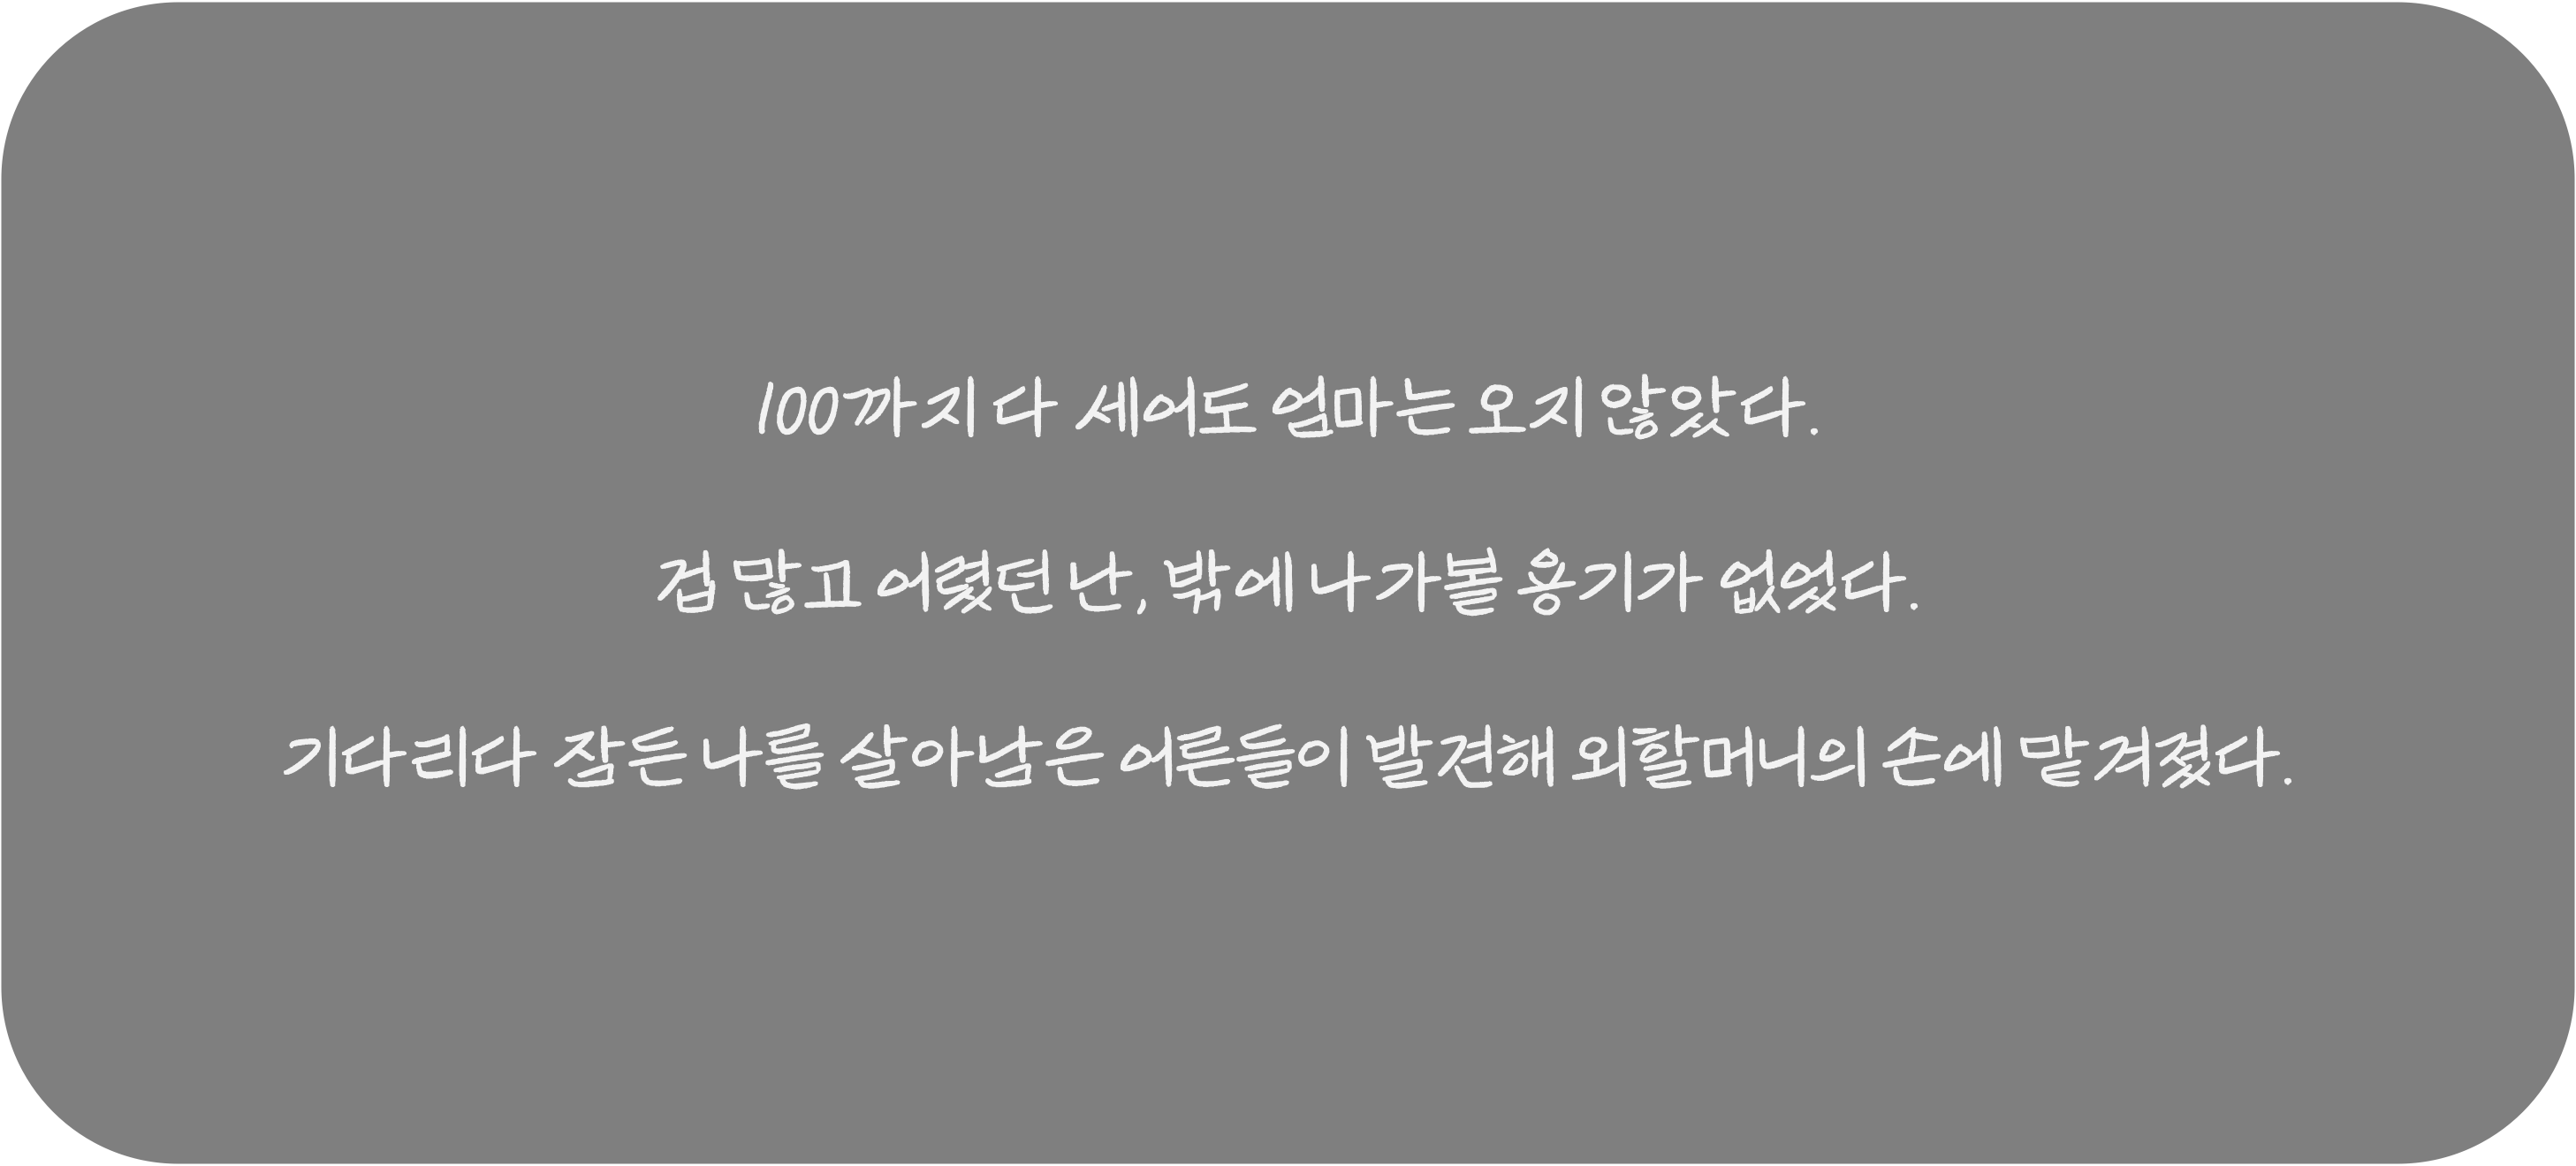 100까지 다 세어도 엄마는 오지 않았다.
겁 많고 어렸던 난, 밖에 나가볼 용기가 없었다.
기다리다 잠든 나를 살아남은 어른들이 발견해 외할머니의 손에 맡겨졌다.